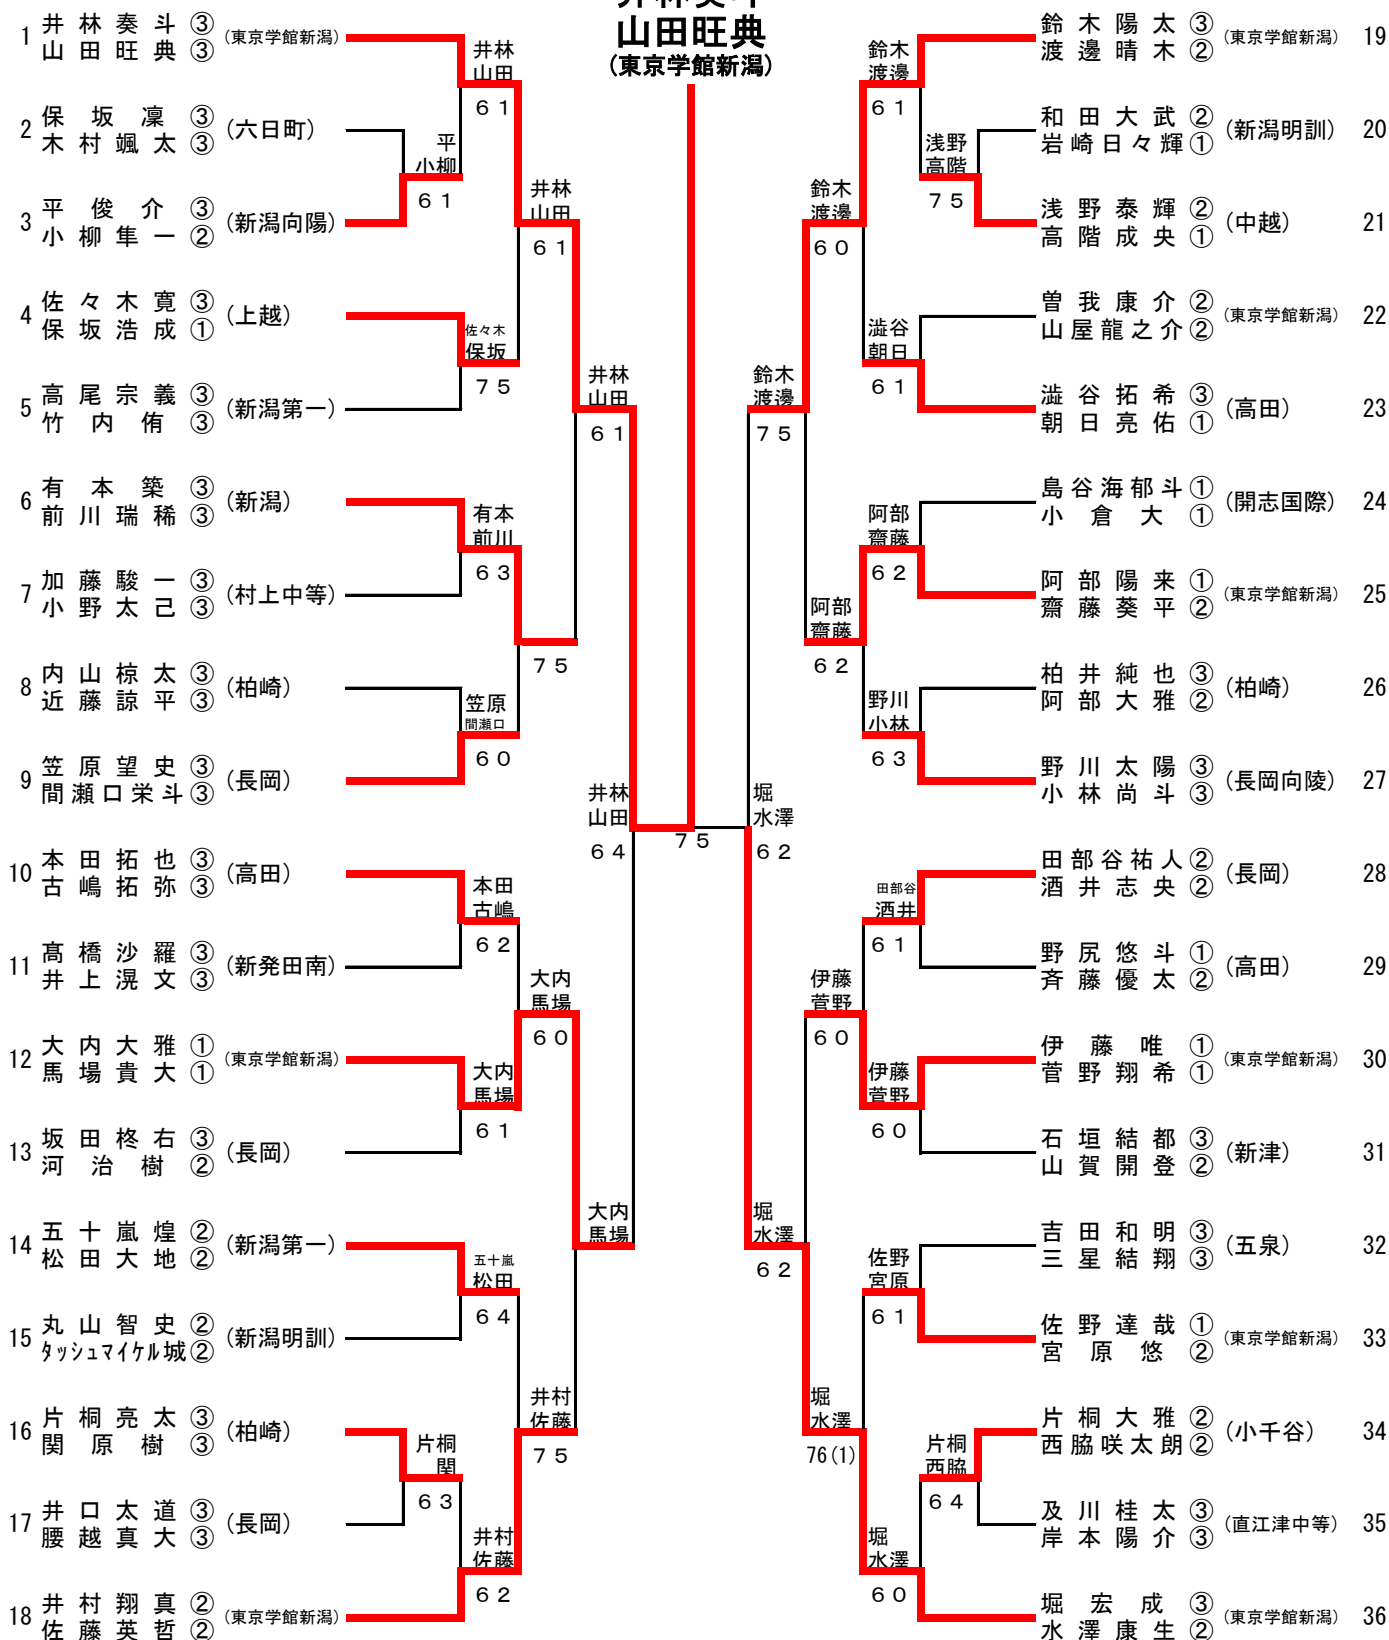 山田旺典
(東京学館新潟)
1 井林奏斗 ③ (東京学館新潟)
山田旺典 ③
2 保坂凜 ③ (六日町)
木村颯太 ③
3 平俊介 ③ (新潟向陽)
小柳隼一 ②
4 佐々木寛 ③ (上越)
保坂浩成 ①
5 高尾宗義 ③ (新潟第一)
竹内侑 ③
6 有本築 ③ (新潟)
前川瑞稀 ③
7 加藤駿一 ③ (村上中等)
小野太己 ③
8 内山椋太 ③ (柏崎)
近藤諒平 ③
9 笠原望史 ③ (長岡)
間瀬口栄斗 ③
10 本田拓也 ③ (高田)
古嶋拓弥 ③
11 髙橋沙羅 ③ (新発田南)
井上滉文 ③
12 大内大雅 ① (東京学館新潟)
馬場貴大 ①
13 坂田柊右 ③ (長岡)
河治樹 ②
14 五十嵐煌 ② (新潟第一)
松田大地 ②
15 丸山智史 ② (新潟明訓)
ﾀｯｼｭﾏｲｹﾙ城 ②
16 片桐亮太 ③ (柏崎)
関原樹 ③
17 井口太道 ③ (長岡)
腰越真大 ③
18 井村翔真 ② (東京学館新潟)
佐藤英哲 ②
井林
山田
61
平
小柳
61
井林
山田
61
佐々木
保坂
75
井林
山田
61
有本
前川
63
75
笠原
間瀬口
60
井林
山田
64
本田
古嶋
62
大内
馬場
60
大内
馬場
61
大内
馬場
五十嵐
松田
64
井村
佐藤
75
片桐
関
63
井村
佐藤
62
75
鈴木
渡邊
61
浅野
高階
75
鈴木
渡邊
60
澁谷
朝日
61
鈴木
渡邊
75
阿部
齋藤
62
阿部
齋藤
62
野川
小林
63
堀
水澤
62
田部谷
酒井
61
伊藤
菅野
60
伊藤
菅野
60
堀
水澤
62
佐野
宮原
61
堀
水澤
76(1)
片桐
西脇
64
堀
水澤
60
鈴木陽太 ③ (東京学館新潟) 19
渡邊晴木 ②
和田大武 ② (新潟明訓) 20
岩崎日々輝 ①
浅野泰輝 ② (中越) 21
高階成央 ①
曽我康介 ② (東京学館新潟) 22
山屋龍之介 ②
澁谷拓希 ③ (高田) 23
朝日亮佑 ①
島谷海郁斗 ① (開志国際) 24
小倉大 ①
阿部陽来 ① (東京学館新潟) 25
齋藤葵平 ②
柏井純也 ③ (柏崎) 26
阿部大雅 ②
野川太陽 ③ (長岡向陵) 27
小林尚斗 ③
田部谷祐人 ② (長岡) 28
酒井志央 ②
野尻悠斗 ① (高田) 29
斉藤優太 ②
伊藤唯 ① (東京学館新潟) 30
菅野翔希 ①
石垣結都 ③ (新津) 31
山賀開登 ②
吉田和明 ③ (五泉) 32
三星結翔 ③
佐野達哉 ① (東京学館新潟) 33
宮原悠 ②
片桐大雅 ② (小千谷) 34
西脇咲太朗 ②
及川桂太 ③ (直江津中等) 35
岸本陽介 ③
堀宏成 ③ (東京学館新潟) 36
水澤康生 ②